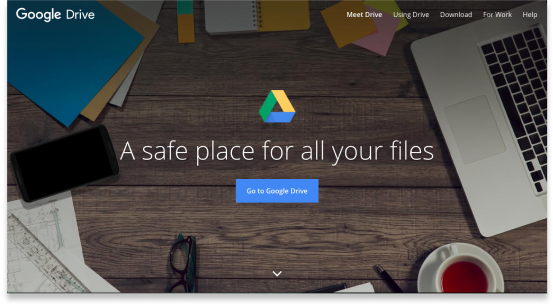 Google Drive
Meet Drive Using Drive Download For Work Help
A safe place for all your files
Go to Google Drive